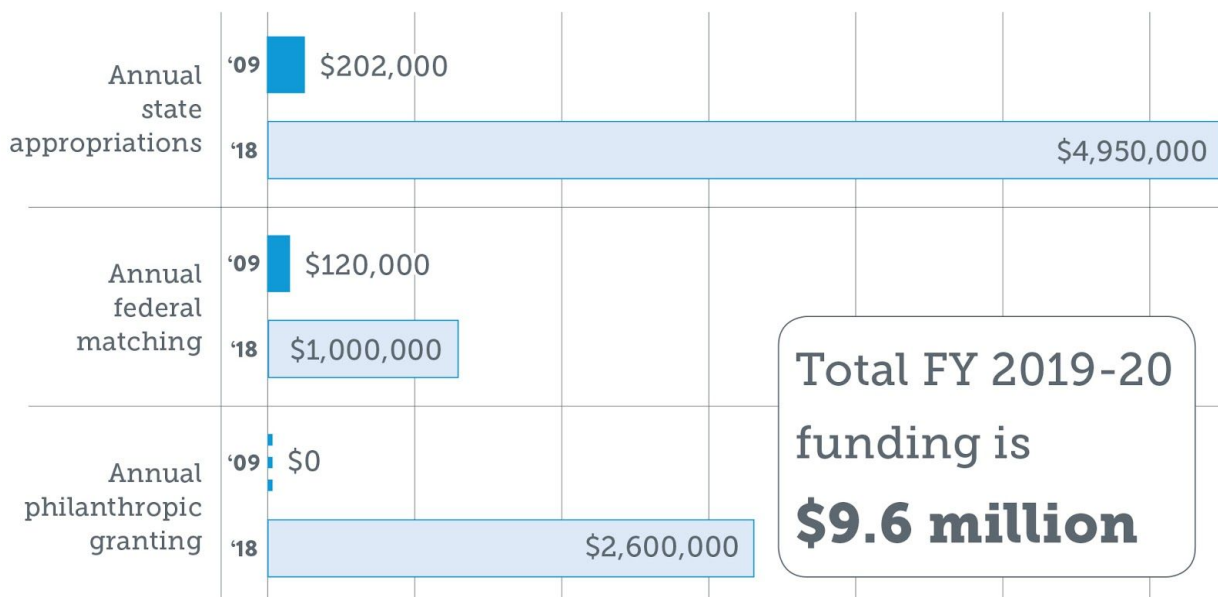 Annual
state
appropriations
‘09
$202,000
‘18
$4,950,000
Annual
federal
matching
‘09
$120,000
‘18
$1,000,000
Annual
philanthropic
granting
‘09
$0
‘18
$2,600,000
Total FY 2019-20
funding is
$9.6 million